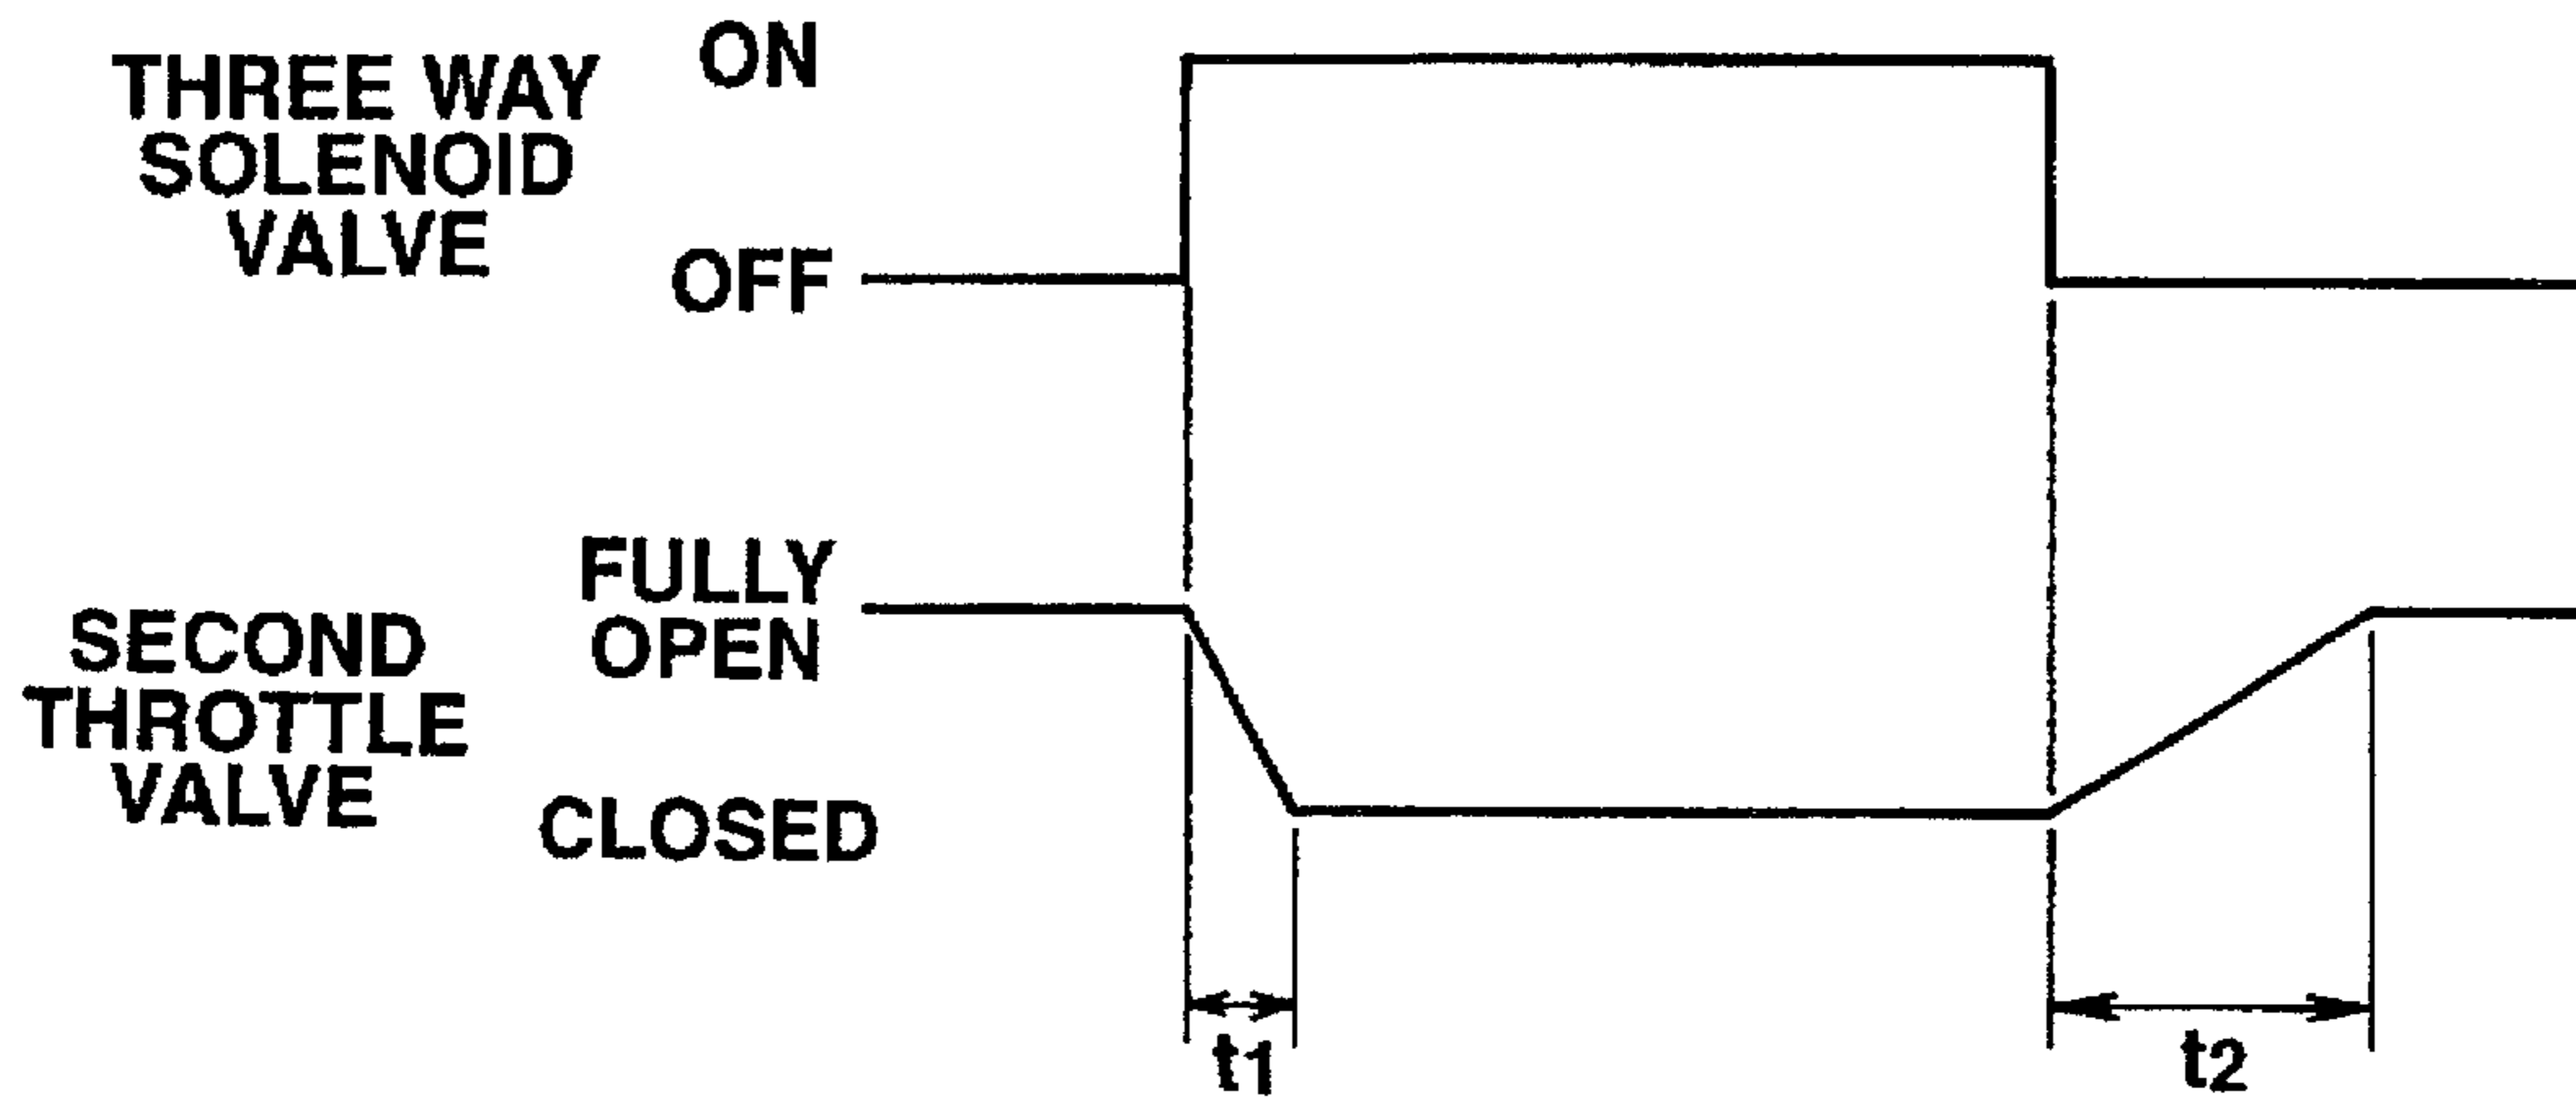 THREE WAY
SOLENOID
VALVE
ON
OFF
SECOND
THROTTLE
VALVE
FULLY
OPEN
CLOSED
t1
t2